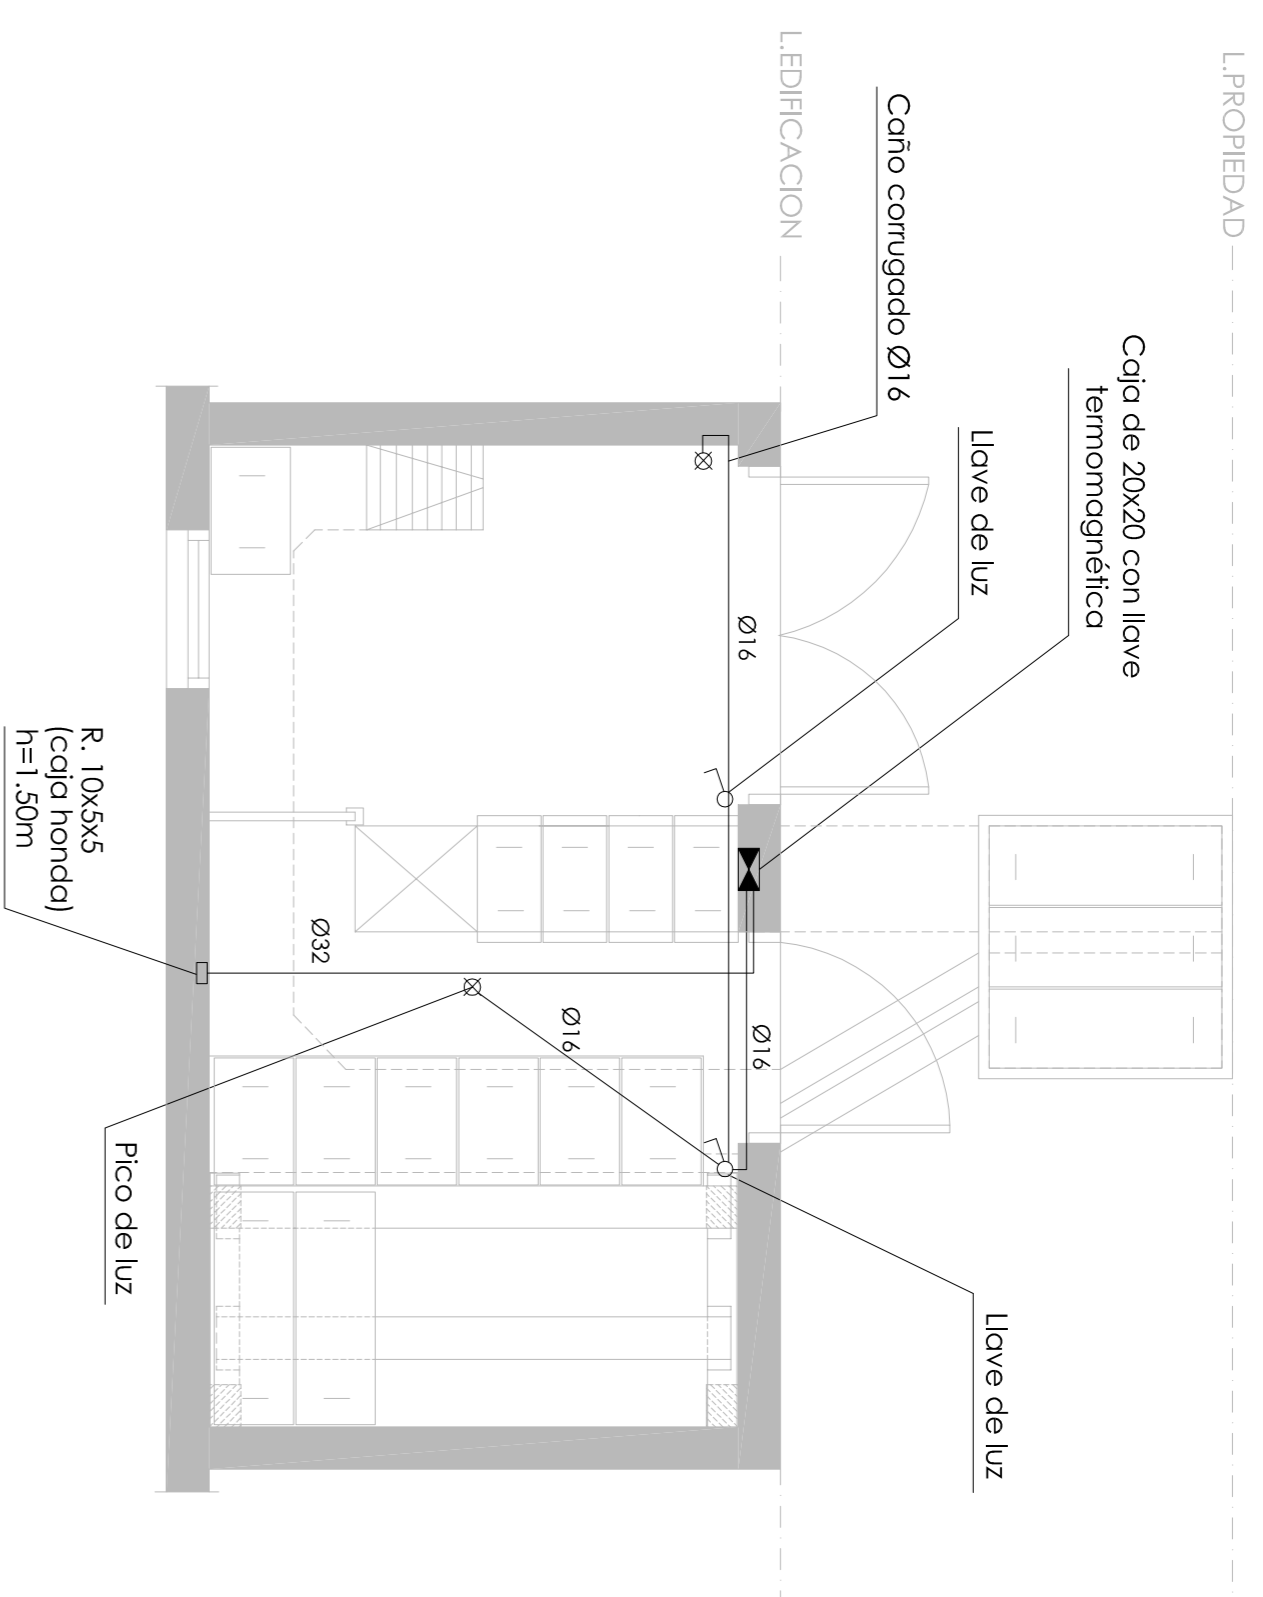 L.PROPIEDAD
Caja de 20x20 con llave
termomagnética
Llave de luz
Caño corrugado Ø16
L.EDIFICACION
Llave de luz
Ø16
Ø16
Ø16
Ø32
Pico de luz
R. 10x5x5
(caja honda)
h=1.50m